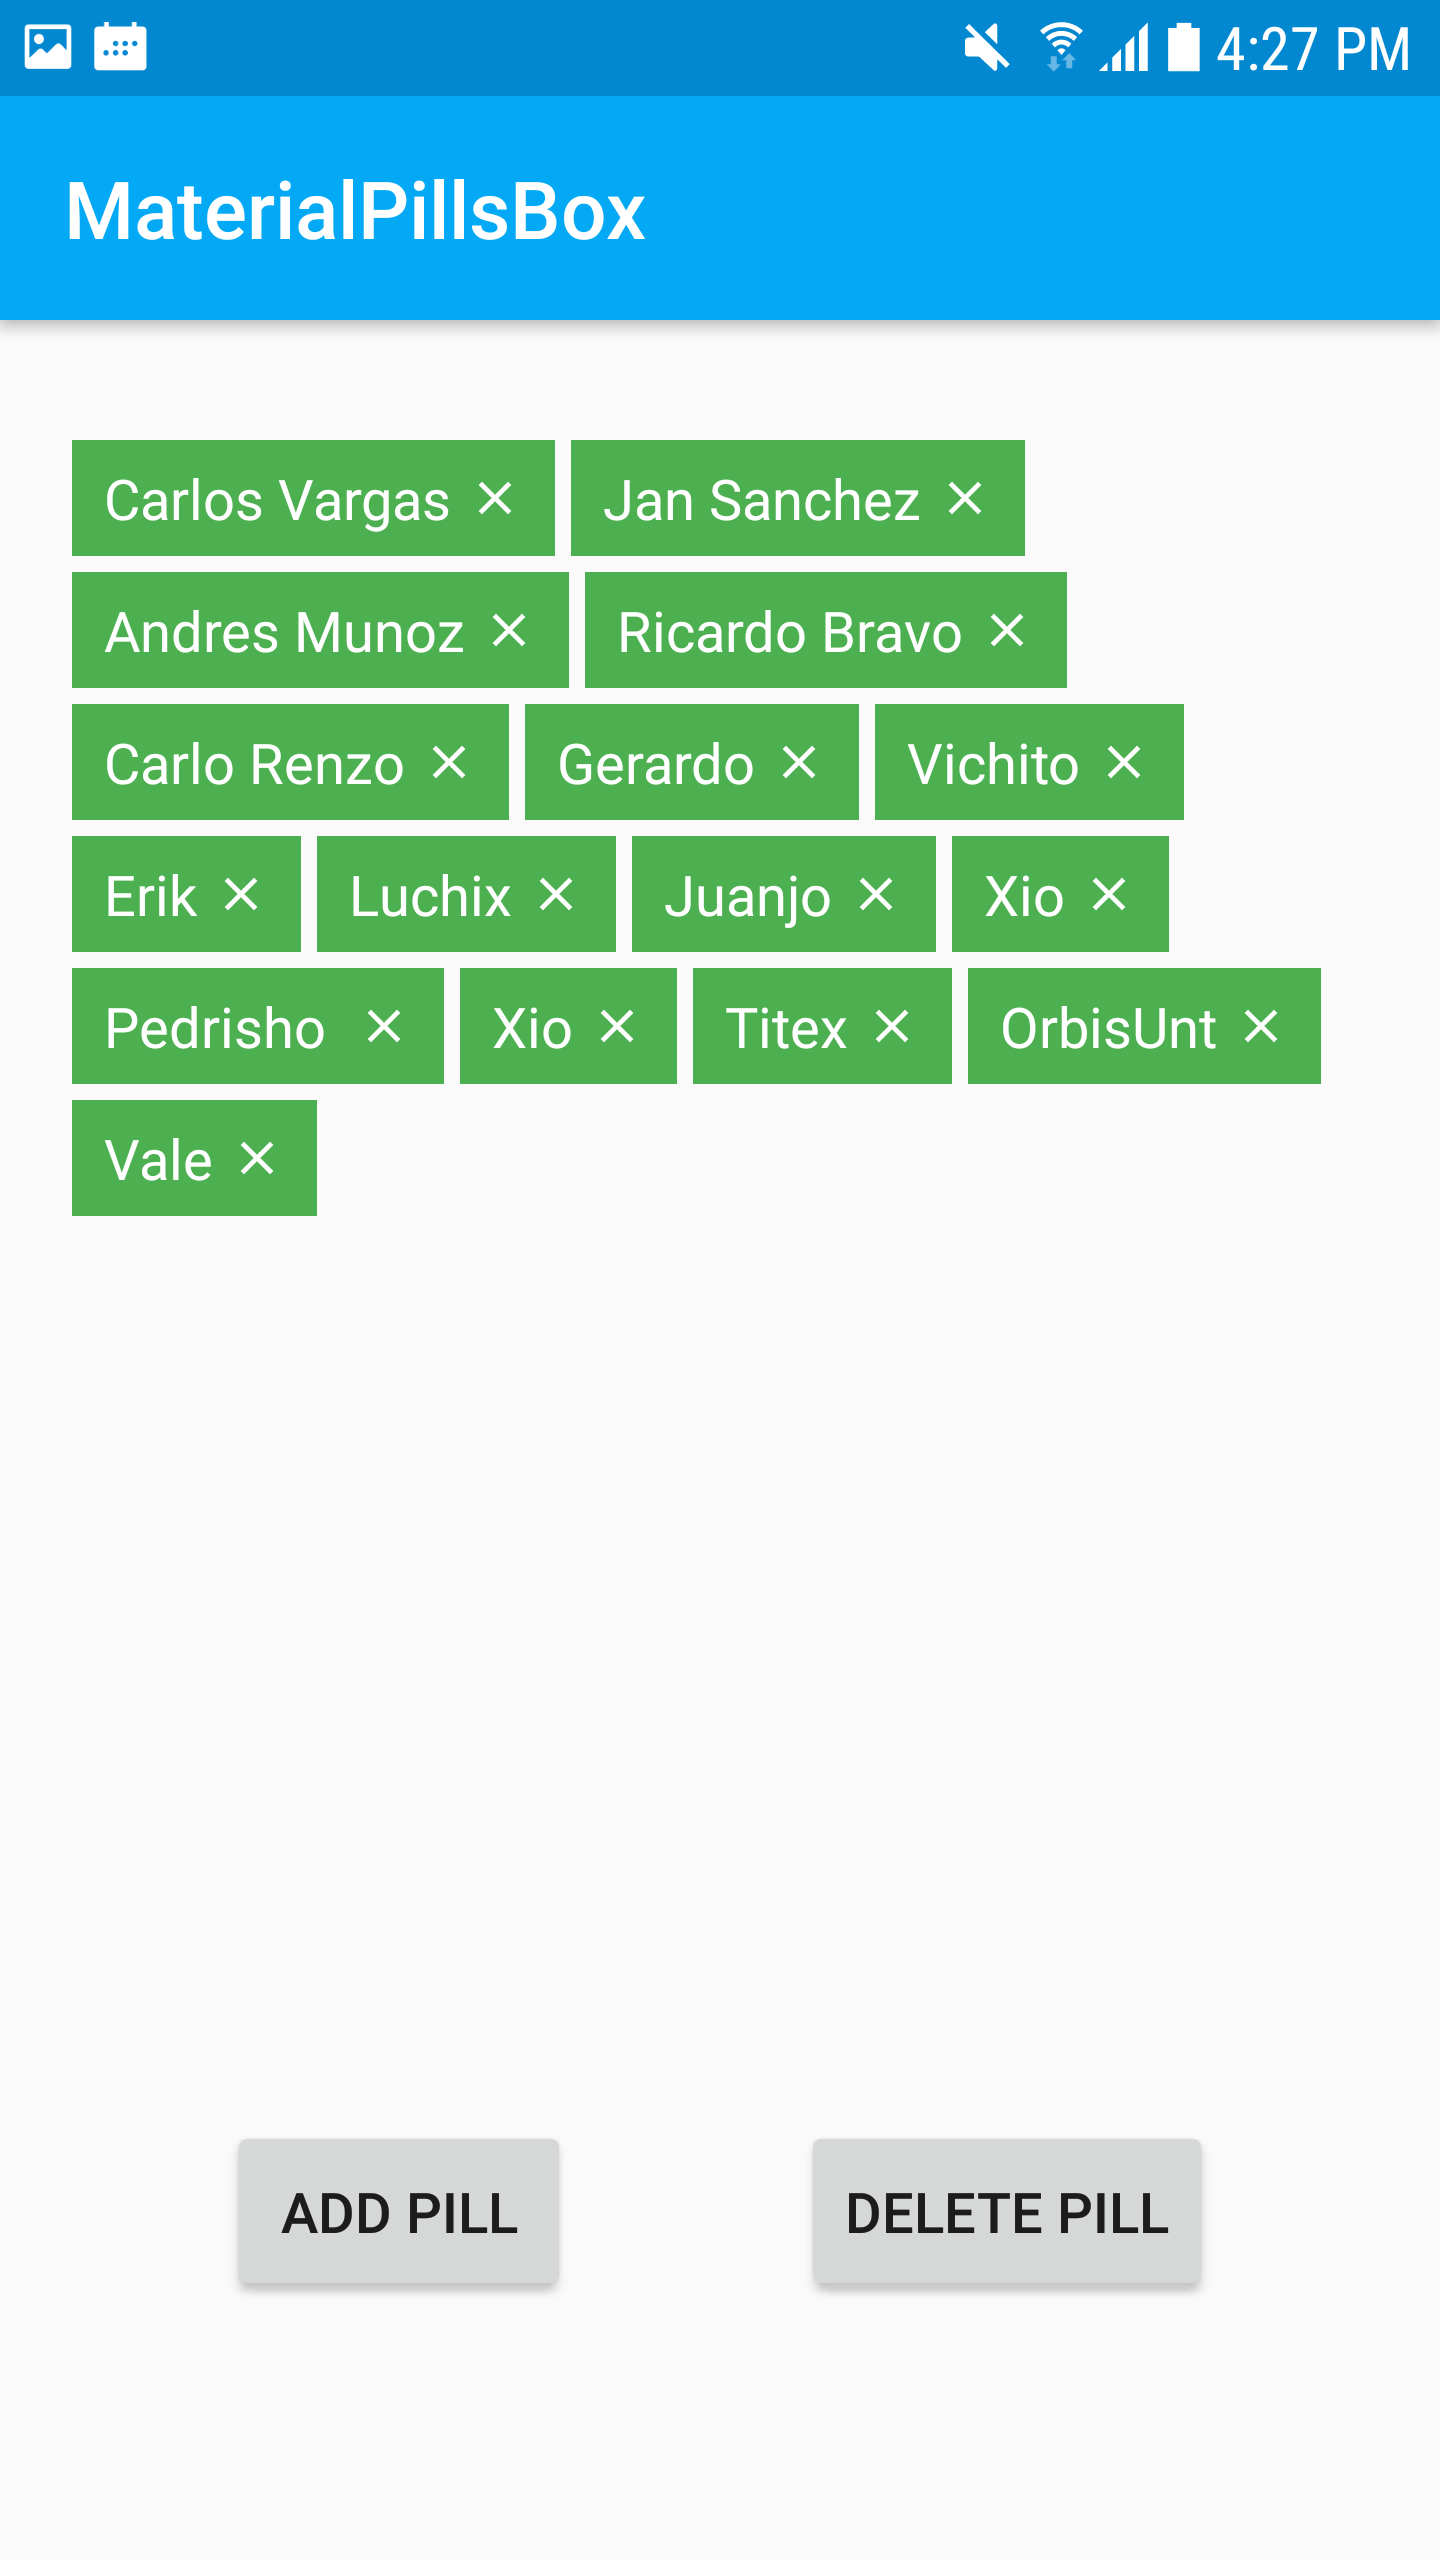 4:27 PM
MaterialPillsBox
Carlos Vargas Jan Sanchez
Andres Munoz Ricardo Bravo
Carlo Renzo Gerardo Vichito
Erik Luchix Juanjo Xio
Pedrisho Xio Titex OrbisUnt
Vale
ADD PILL DELETE PILL